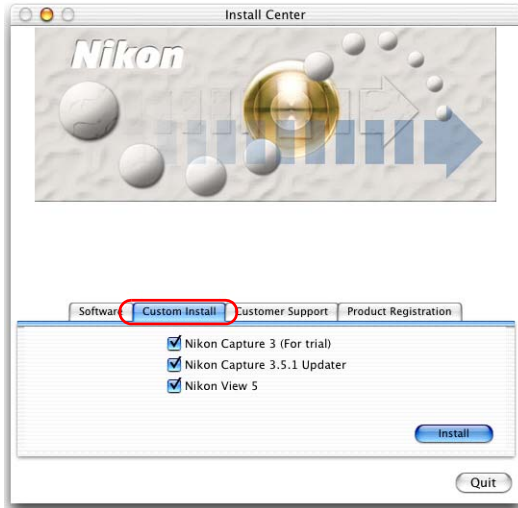 Install Center
Nikon
Software Custom Install Customer Support Product Registration
Nikon Capture 3 (For trial)
Nikon Capture 3.5.1 Updater
Nikon View 5
Install
Quit